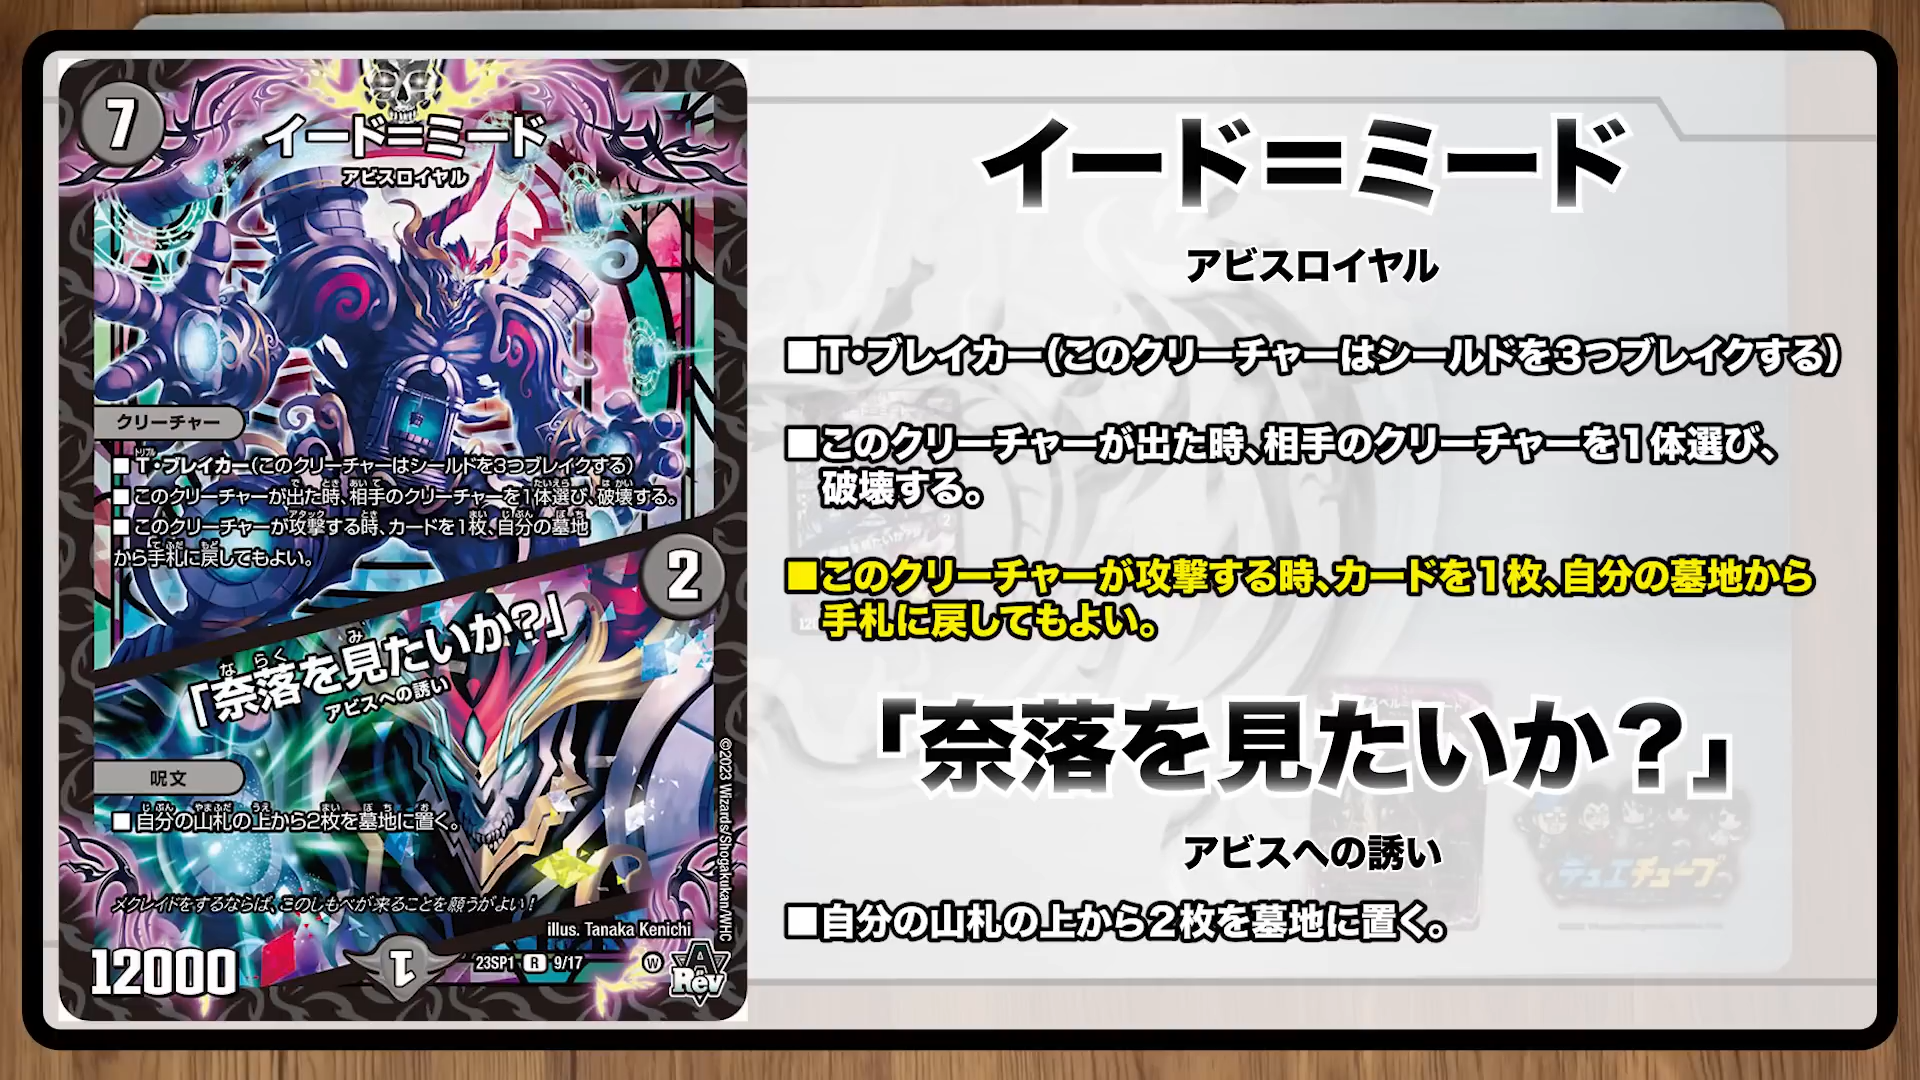 7
イード＝ミード
アビスロイヤル
クリーチャー
■T・ブレイカー（このクリーチャーはシールドを3つブレイクする）
■このクリーチャーが出た時、相手のクリーチャーを1体選び、破壊する。
■このクリーチャーが攻撃する時、カードを1枚、自分の墓地
から手札に戻してもよい。
2
「奈落を見たいか？」
アビスへの誘い
呪文
■自分の山札の上から2枚を墓地に置く。
メクレイドをするならば、このしもべが来ることを願うがよい！
illus. Tanaka Kenichi
12000
1
23SP1 R 9/17
W
Rev
©2023 Wizards/Shogakukan/WHC
イード＝ミード
アビスロイヤル
■T・ブレイカー（このクリーチャーはシールドを3つブレイクする）
■このクリーチャーが出た時、相手のクリーチャーを1体選び、
破壊する。
■このクリーチャーが攻撃する時、カードを1枚、自分の墓地から
手札に戻してもよい。
「奈落を見たいか？」
アビスへの誘い
■自分の山札の上から2枚を墓地に置く。
デュエチューブ